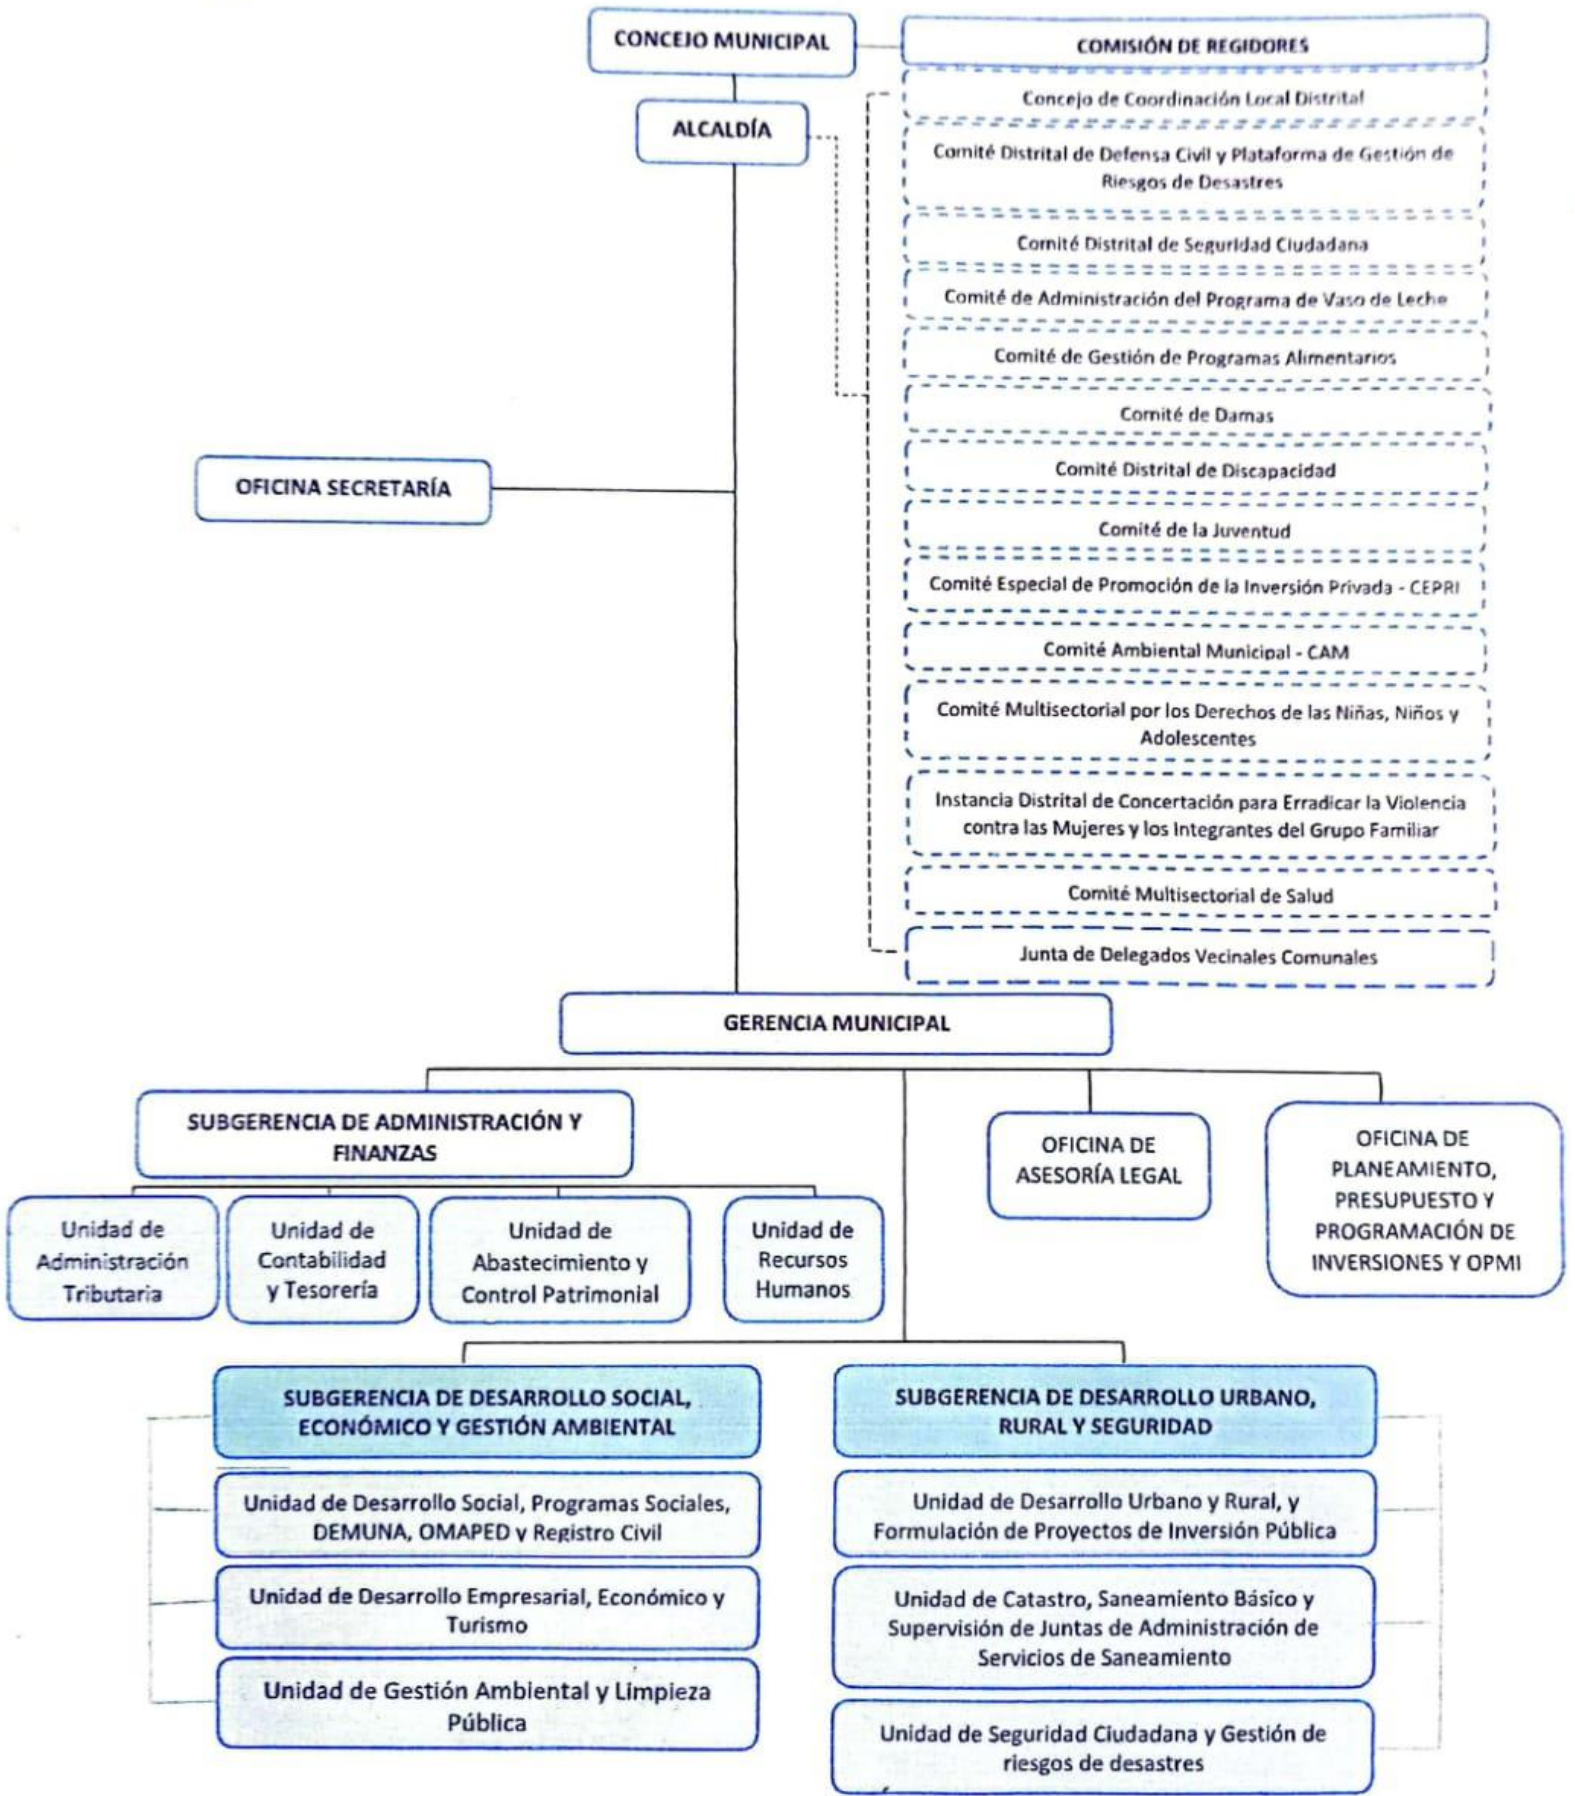 CONCEJO MUNICIPAL
COMISIÓN DE REGIDORES
ALCALDÍA
Concejo de Coordinación Local Distrital
Comité Distrital de Defensa Civil y Plataforma de Gestión de
Riesgos de Desastres
Comité Distrital de Seguridad Ciudadana
Comité de Administración del Programa de Vaso de Leche
Comité de Gestión de Programas Alimentarios
Comité de Damas
Comité Distrital de Discapacidad
Comité de la Juventud
Comité Especial de Promoción de la Inversión Privada - CEPRI
Comité Ambiental Municipal - CAM
Comité Multisectorial por los Derechos de las Niñas, Niños y
Adolescentes
Instancia Distrital de Concertación para Erradicar la Violencia
contra las Mujeres y los Integrantes del Grupo Familiar
Comité Multisectorial de Salud
Junta de Delegados Vecinales Comunales
OFICINA SECRETARÍA
GERENCIA MUNICIPAL
SUBGERENCIA DE ADMINISTRACIÓN Y
FINANZAS
OFICINA DE
ASESORÍA LEGAL
OFICINA DE
PLANEAMIENTO,
PRESUPUESTO Y
PROGRAMACIÓN DE
INVERSIONES Y OPMI
Unidad de
Administración
Tributaria
Unidad de
Contabilidad
y Tesorería
Unidad de
Abastecimiento y
Control Patrimonial
Unidad de
Recursos
Humanos
SUBGERENCIA DE DESARROLLO SOCIAL,
ECONÓMICO Y GESTIÓN AMBIENTAL
Unidad de Desarrollo Social, Programas Sociales,
DEMUNA, OMAPED y Registro Civil
Unidad de Desarrollo Empresarial, Económico y
Turismo
Unidad de Gestión Ambiental y Limpieza
Pública
SUBGERENCIA DE DESARROLLO URBANO,
RURAL Y SEGURIDAD
Unidad de Desarrollo Urbano y Rural, y
Formulación de Proyectos de Inversión Pública
Unidad de Catastro, Saneamiento Básico y
Supervisión de Juntas de Administración de
Servicios de Saneamiento
Unidad de Seguridad Ciudadana y Gestión de
riesgos de desastres